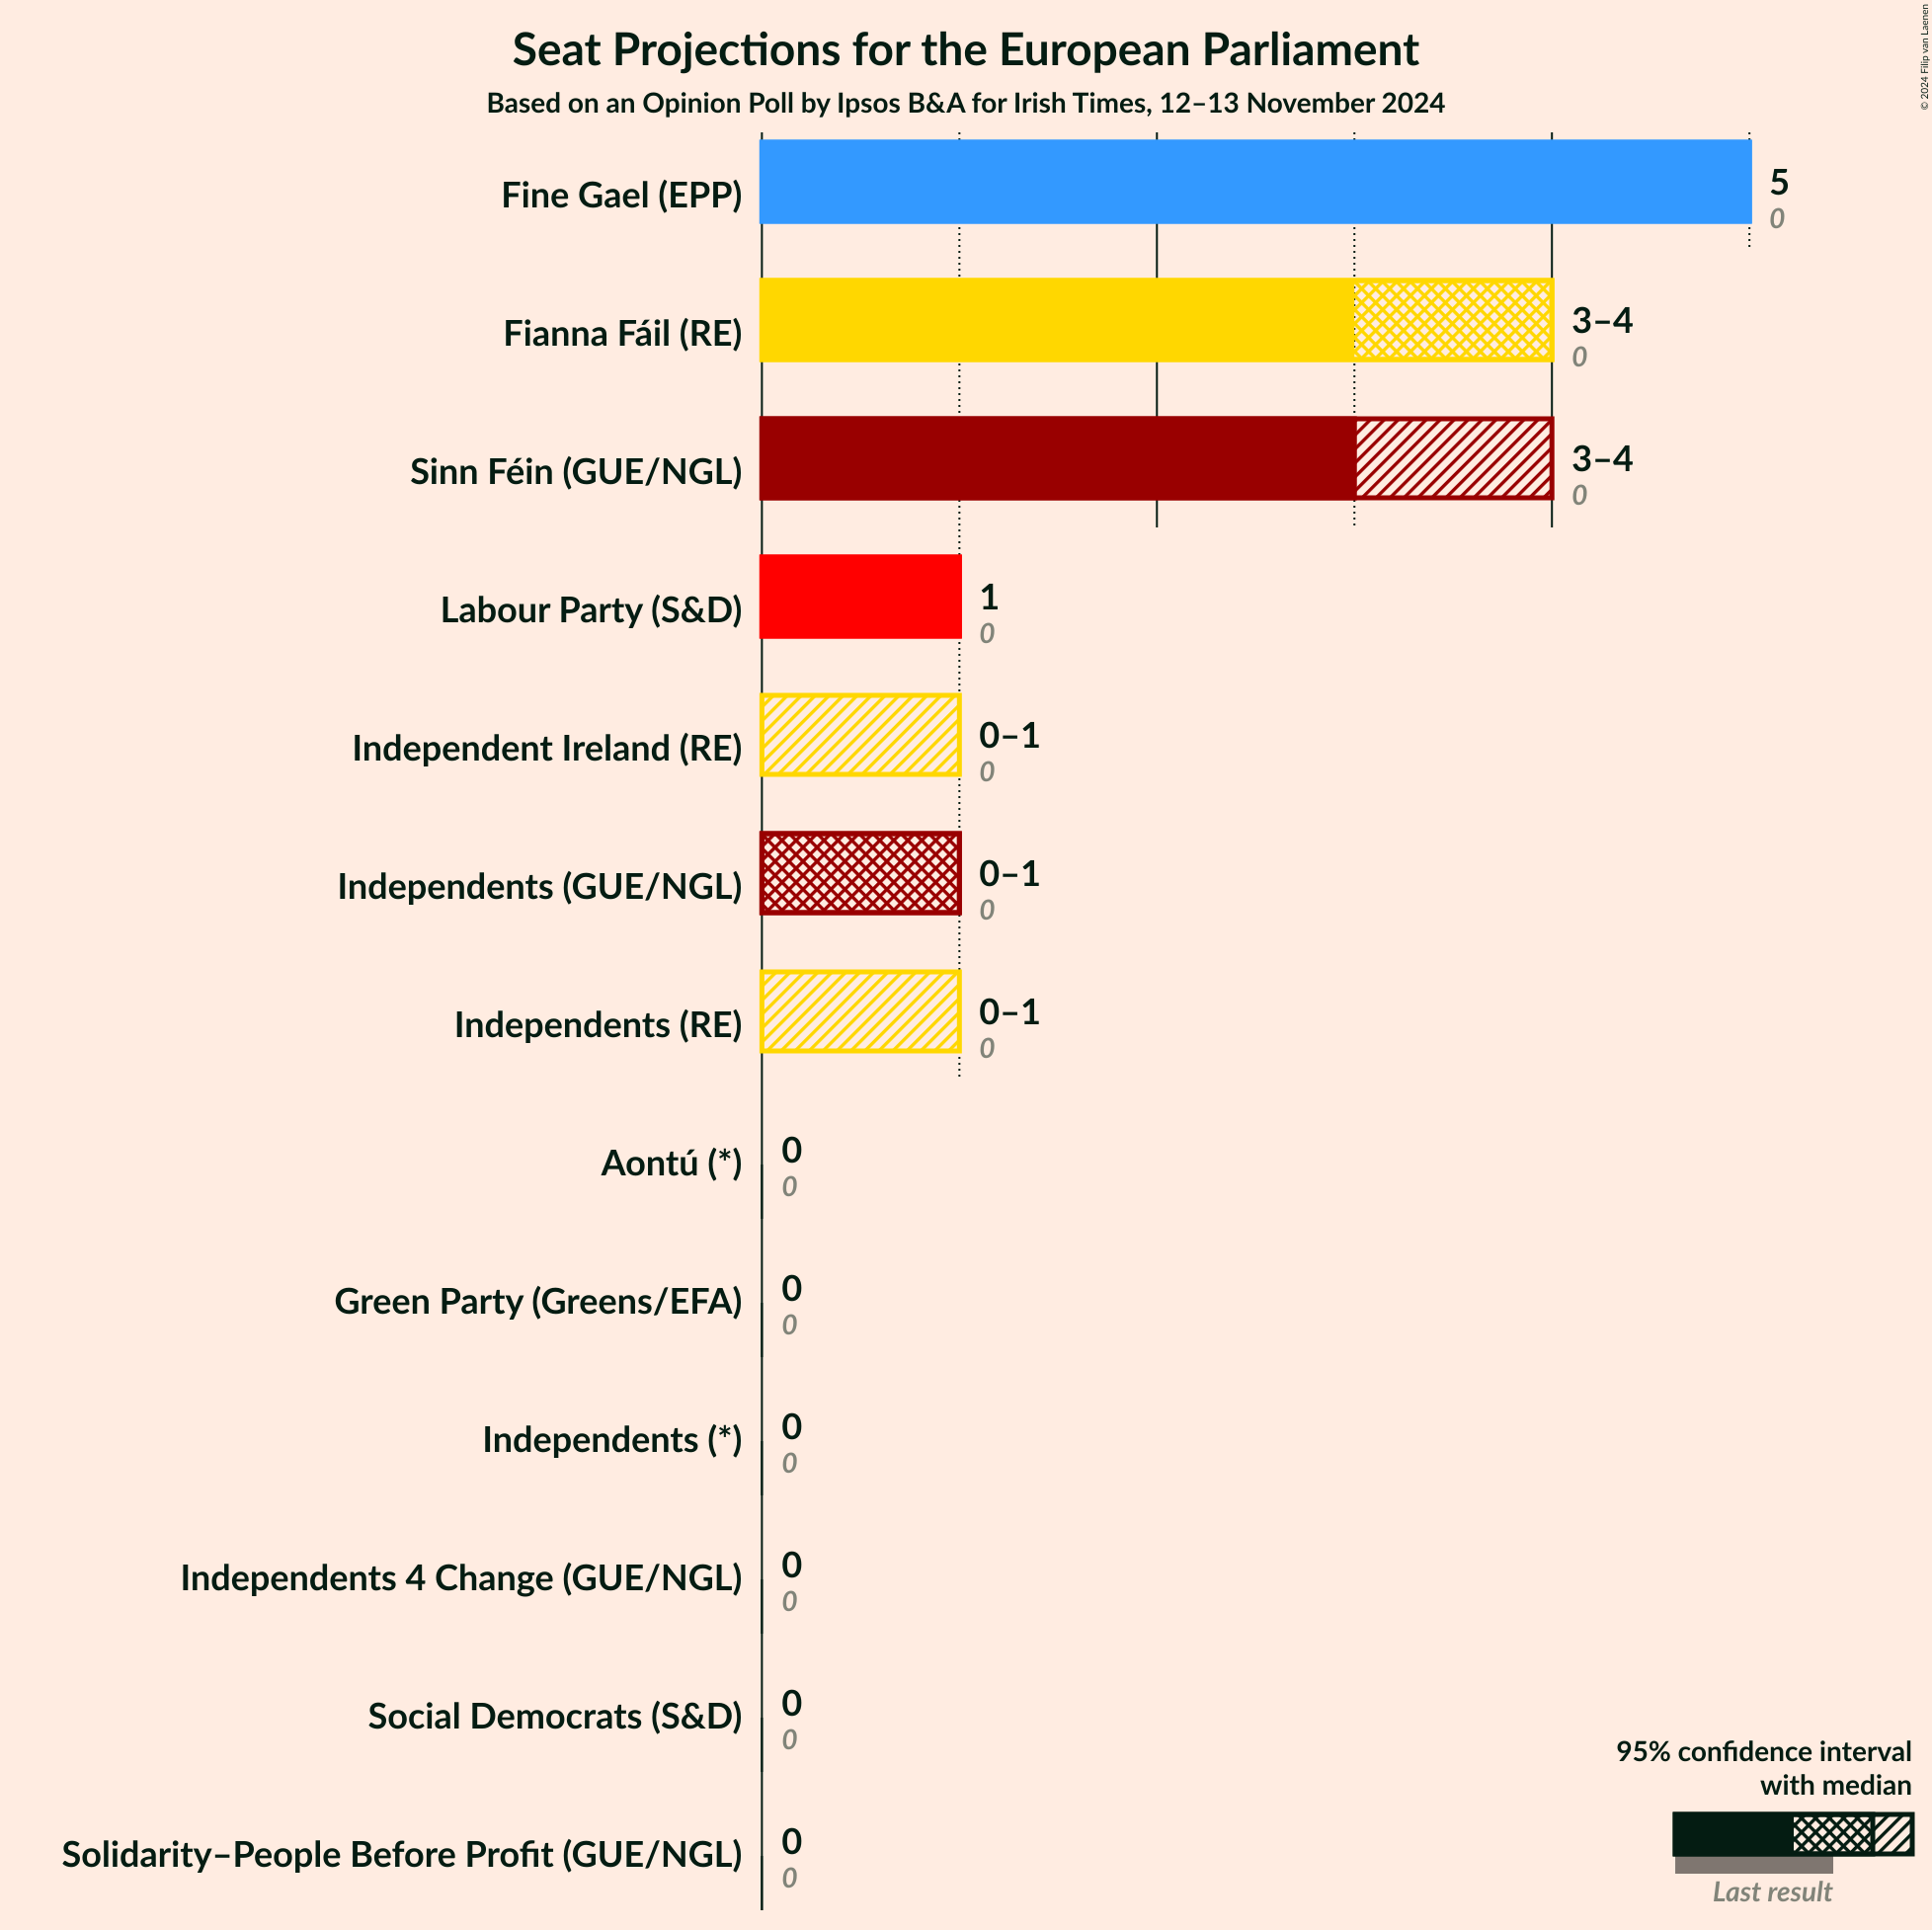 Seat Projections for the European Parliament
Based on an Opinion Poll by Ipsos B&A for Irish Times, 12–13 November 2024
© 2024 Filip van Laenen
Fine Gael (EPP)
5
0
Fianna Fáil (RE)
3–4
0
Sinn Féin (GUE/NGL)
3–4
0
Labour Party (S&D)
1
0
Independent Ireland (RE)
0–1
0
Independents (GUE/NGL)
0–1
0
Independents (RE)
0–1
0
Aontú (*)
0
0
Green Party (Greens/EFA)
0
0
Independents (*)
0
0
Independents 4 Change (GUE/NGL)
0
0
Social Democrats (S&D)
0
0
Solidarity–People Before Profit (GUE/NGL)
0
0
95% confidence interval
with median
Last result